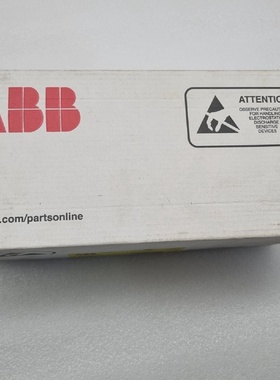 ABB
ATTENTION
OBSERVE PRECAUTIONS
FOR HANDLING
ELECTROSTATIC
DISCHARGE
SENSITIVE
DEVICES
.com/partsonline